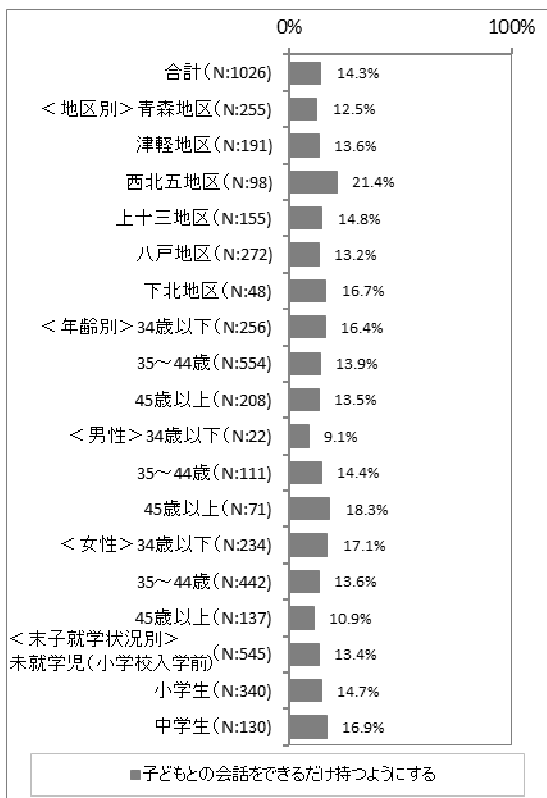 0% 100%
合計(N:1026) 14.3%
＜地区別＞青森地区(N:255) 12.5%
津軽地区(N:191) 13.6%
西北五地区(N:98) 21.4%
上十三地区(N:155) 14.8%
八戸地区(N:272) 13.2%
下北地区(N:48) 16.7%
＜年齢別＞34歳以下(N:256) 16.4%
35～44歳(N:554) 13.9%
45歳以上(N:208) 13.5%
＜男性＞34歳以下(N:22) 9.1%
35～44歳(N:111) 14.4%
45歳以上(N:71) 18.3%
＜女性＞34歳以下(N:234) 17.1%
35～44歳(N:442) 13.6%
45歳以上(N:137) 10.9%
＜末子就学状況別＞
未就学児(小学校入学前)(N:545) 13.4%
小学生(N:340) 14.7%
中学生(N:130) 16.9%
■子どもとの会話をできるだけ持つようにする